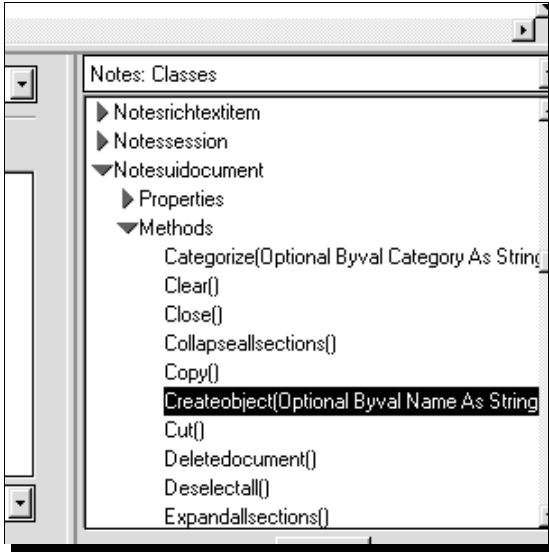 Notes: Classes
Notesrichtextitem
Notessession
Notesuidocument
Properties
Methods
Categorize(Optional Byval Category As String
Clear()
Close()
Collapseallsections()
Copy()
Createobject(Optional Byval Name As String
Cut()
Deletedocument()
Deselectall()
Expandallsections()